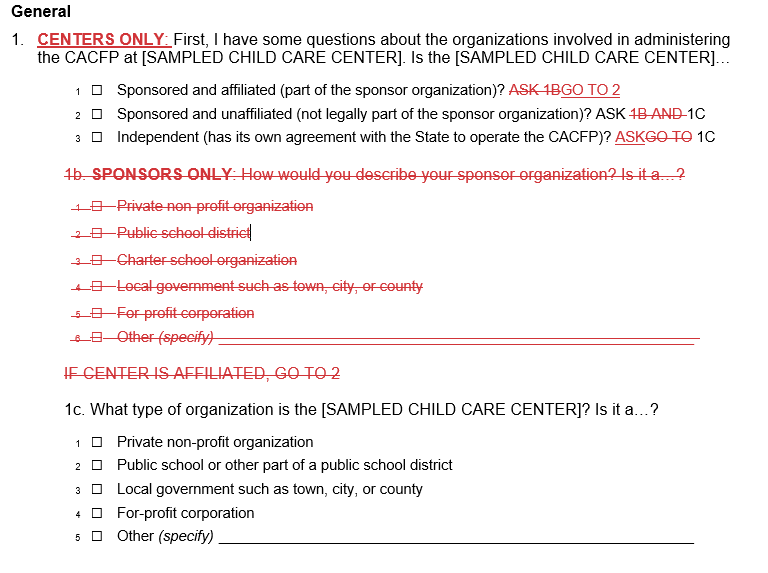 General
1. CENTERS ONLY: First, I have some questions about the organizations involved in administering
the CACFP at [SAMPLED CHILD CARE CENTER]. Is the [SAMPLED CHILD CARE CENTER]…
1 □ Sponsored and affiliated (part of the sponsor organization)? ASK 1BGO TO 2
2 □ Sponsored and unaffiliated (not legally part of the sponsor organization)? ASK 1B AND 1C
3 □ Independent (has its own agreement with the State to operate the CACFP)? ASKGO TO 1C
1b. SPONSORS ONLY: How would you describe your sponsor organization? Is it a…?
1 □ Private non-profit organization
2 □ Public school district
3 □ Charter school organization
4 □ Local government such as town, city, or county
5 □ For-profit corporation
6 □ Other (specify)
IF CENTER IS AFFILIATED, GO TO 2
1c. What type of organization is the [SAMPLED CHILD CARE CENTER]? Is it a…?
1 □ Private non-profit organization
2 □ Public school or other part of a public school district
3 □ Local government such as town, city, or county
4 □ For-profit corporation
5 □ Other (specify)